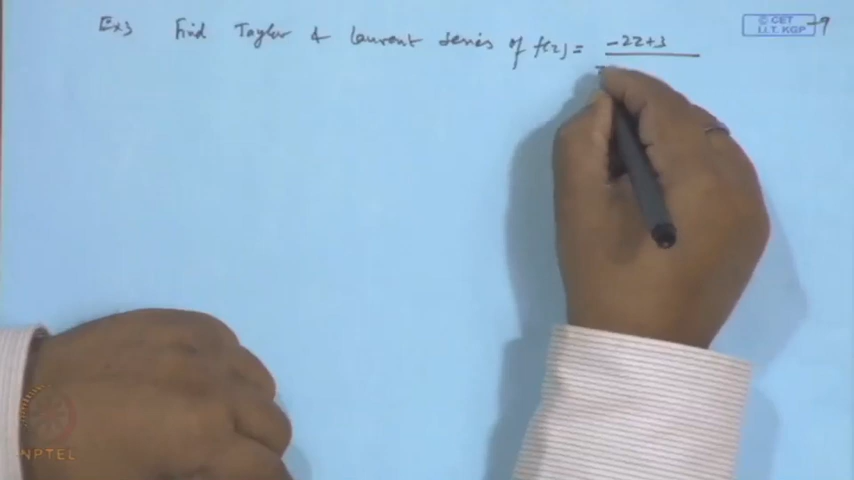 Ex3 Find Taylor & Laurent series of f(z) = -2z+3
© CET
I.I.T. KGP
NPTEL